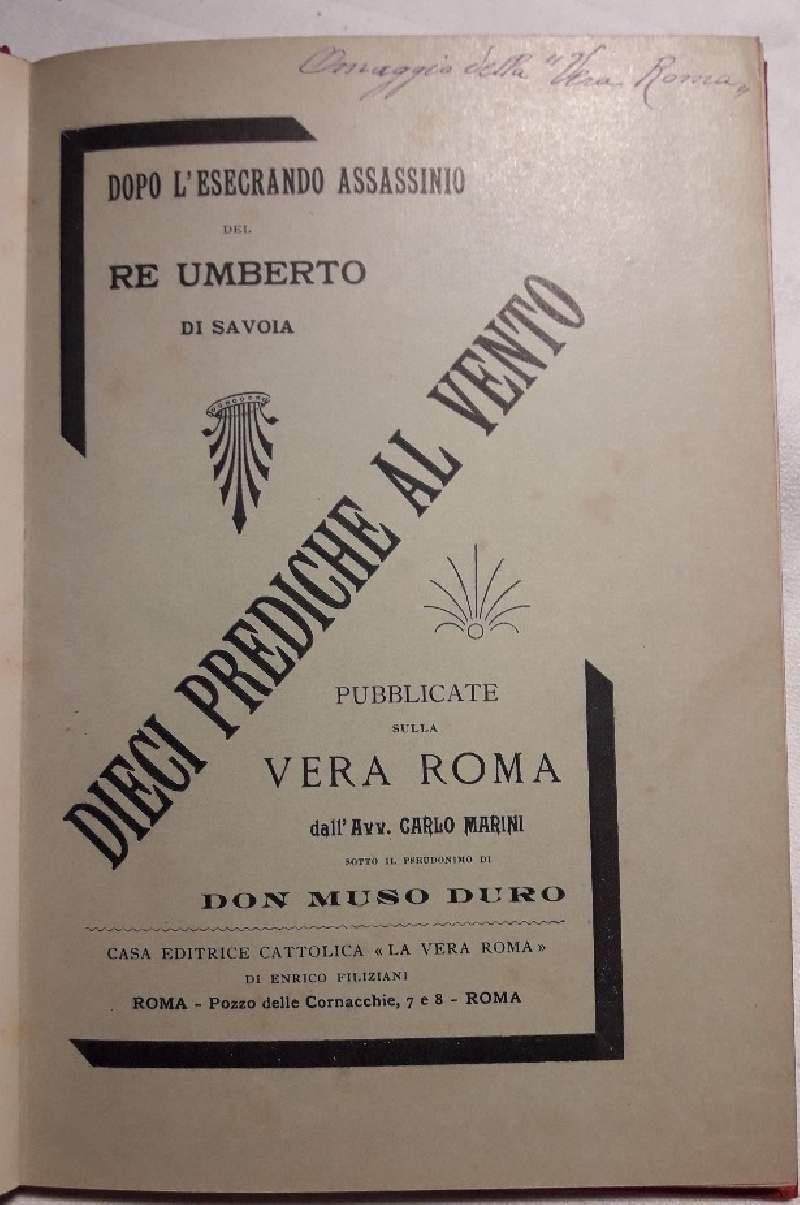 Omaggio della "Vera Roma"
DOPO L'ESECRANDO ASSASSINIO
DEL
RE UMBERTO
DI SAVOIA
DIECI PREDICHE AL VENTO
PUBBLICATE
SULLA
VERA ROMA
dall'Avv. CARLO MARINI
SOTTO IL PSEUDONIMO DI
DON MUSO DURO
CASA EDITRICE CATTOLICA « LA VERA ROMA »
DI ENRICO FILIZIANI
ROMA - Pozzo delle Cornacchie, 7 e 8 - ROMA